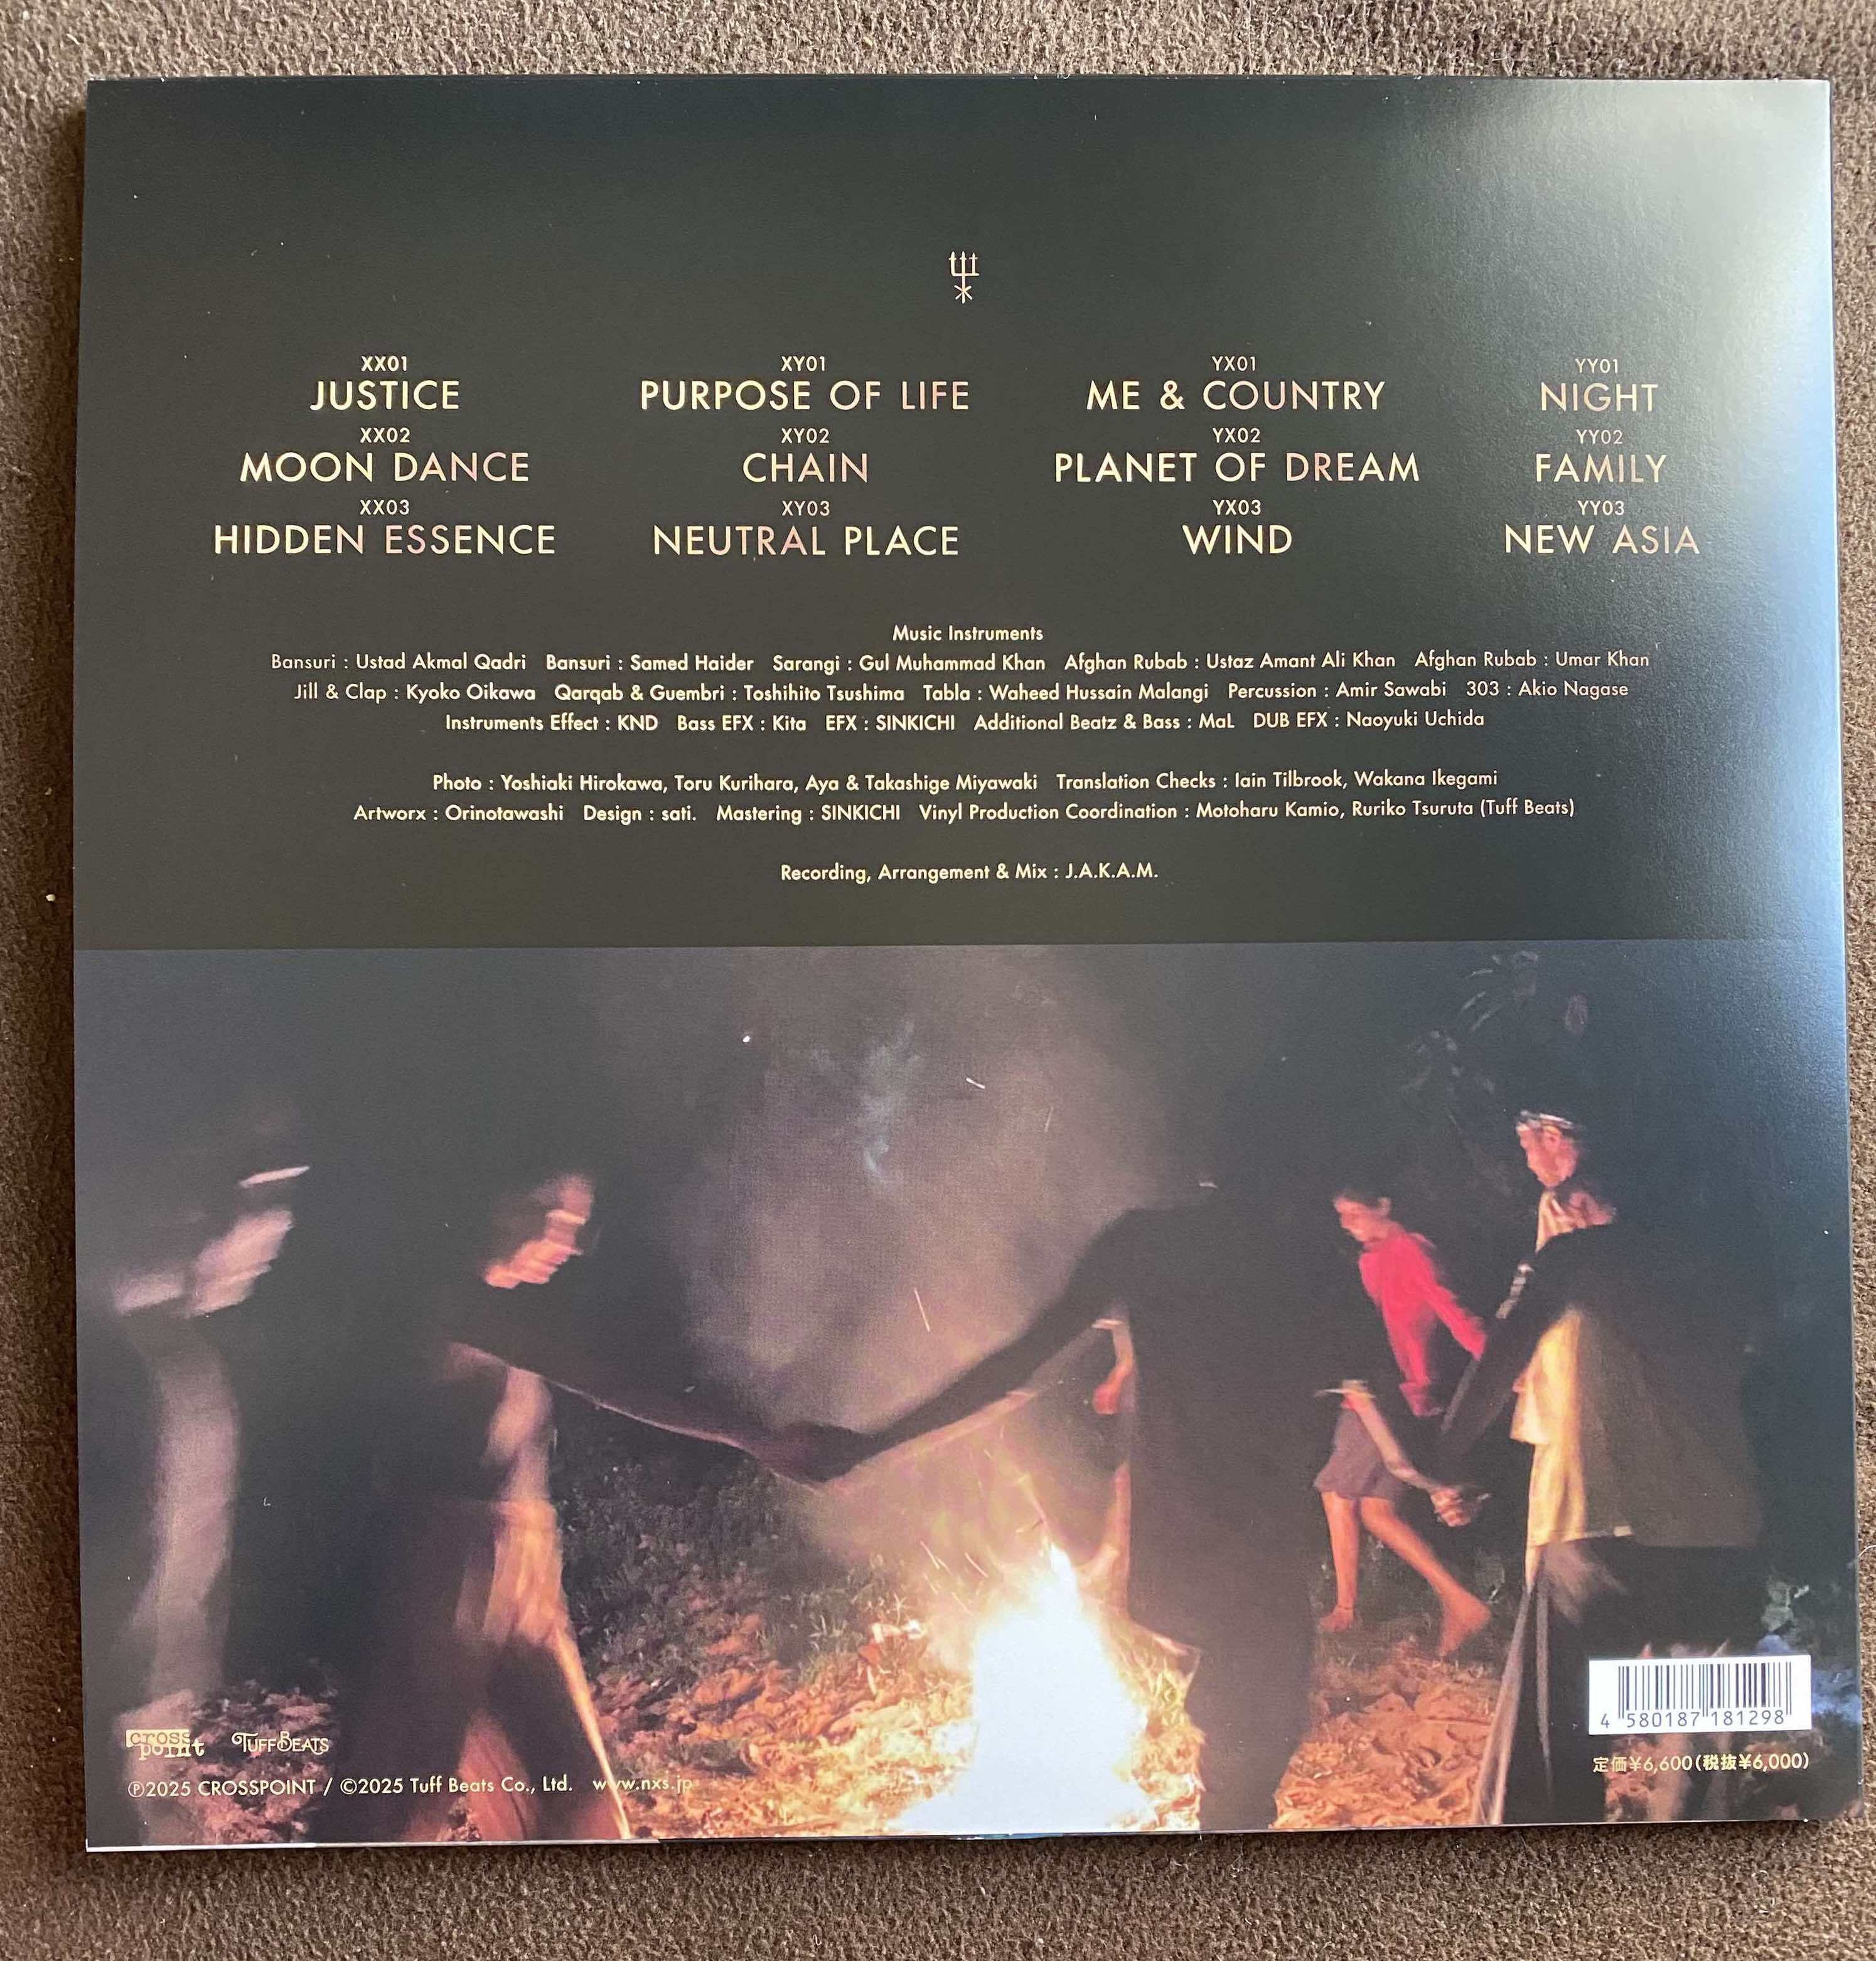 XX01
JUSTICE
XX02
MOON DANCE
XX03
HIDDEN ESSENCE
XY01
PURPOSE OF LIFE
XY02
CHAIN
XY03
NEUTRAL PLACE
YX01
ME & COUNTRY
YX02
PLANET OF DREAM
YX03
WIND
YY01
NIGHT
YY02
FAMILY
YY03
NEW ASIA
Music Instruments
Bansuri : Ustad Akmal Qadri Bansuri : Samed Haider Sarangi : Gul Muhammad Khan Afghan Rubab : Ustaz Amant Ali Khan Afghan Rubab : Umar Khan
Jill & Clap : Kyoko Oikawa Qarqab & Guembri : Toshihito Tsushima Tabla : Waheed Hussain Malangi Percussion : Amir Sawabi 303 : Akio Nagase
Instruments Effect : KND Bass EFX : Kita EFX : SINKICHI Additional Beatz & Bass : MaL DUB EFX : Naoyuki Uchida
Photo : Yoshiaki Hirokawa, Toru Kurihara, Aya & Takashige Miyawaki Translation Checks : Iain Tilbrook, Wakana Ikegami
Artworx : Orinotawashi Design : sati. Mastering : SINKICHI Vinyl Production Coordination : Motoharu Kamio, Ruriko Tsuruta (Tuff Beats)
Recording, Arrangement & Mix : J.A.K.A.M.
cross point TUFF BEATS
℗2025 CROSSPOINT / ©2025 Tuff Beats Co., Ltd. www.nxs.jp
4 580187 181298
定価¥6,600(税抜¥6,000)